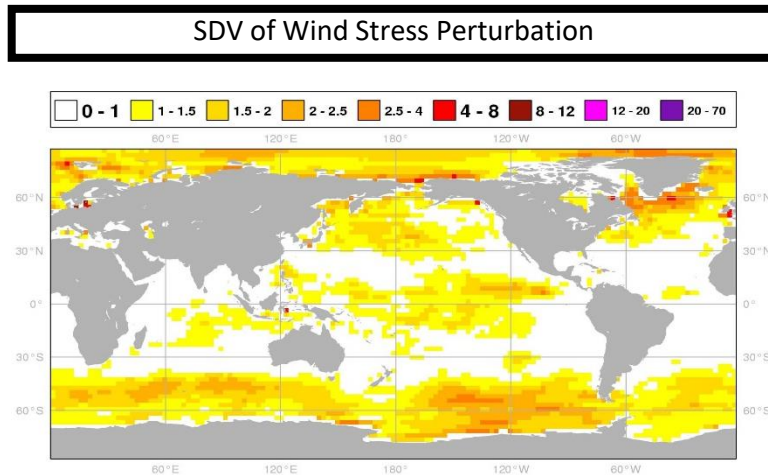 SDV of Wind Stress Perturbation
0 - 1 1 - 1.5 1.5 - 2 2 - 2.5 2.5 - 4 4 - 8 8 - 12 12 - 20 20 - 70
60°E 120°E 180° 120°W 60°W
60°N 60°N
30°N 30°N
0° 0°
30°S 30°S
60°S 60°S
60°E 120°E 180° 120°W 60°W